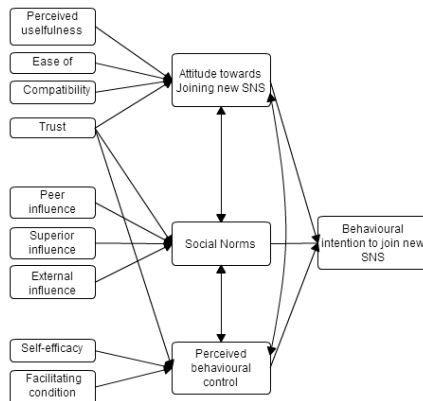 Perceived
uselfulness
Ease of
Compatibility
Trust
Peer
influence
Superior
influence
External
influence
Self-efficacy
Facilitating
condition
Attitude towards
Joining new SNS
Social Norms
Perceived
behavioural
control
Behavioural
intention to join new
SNS